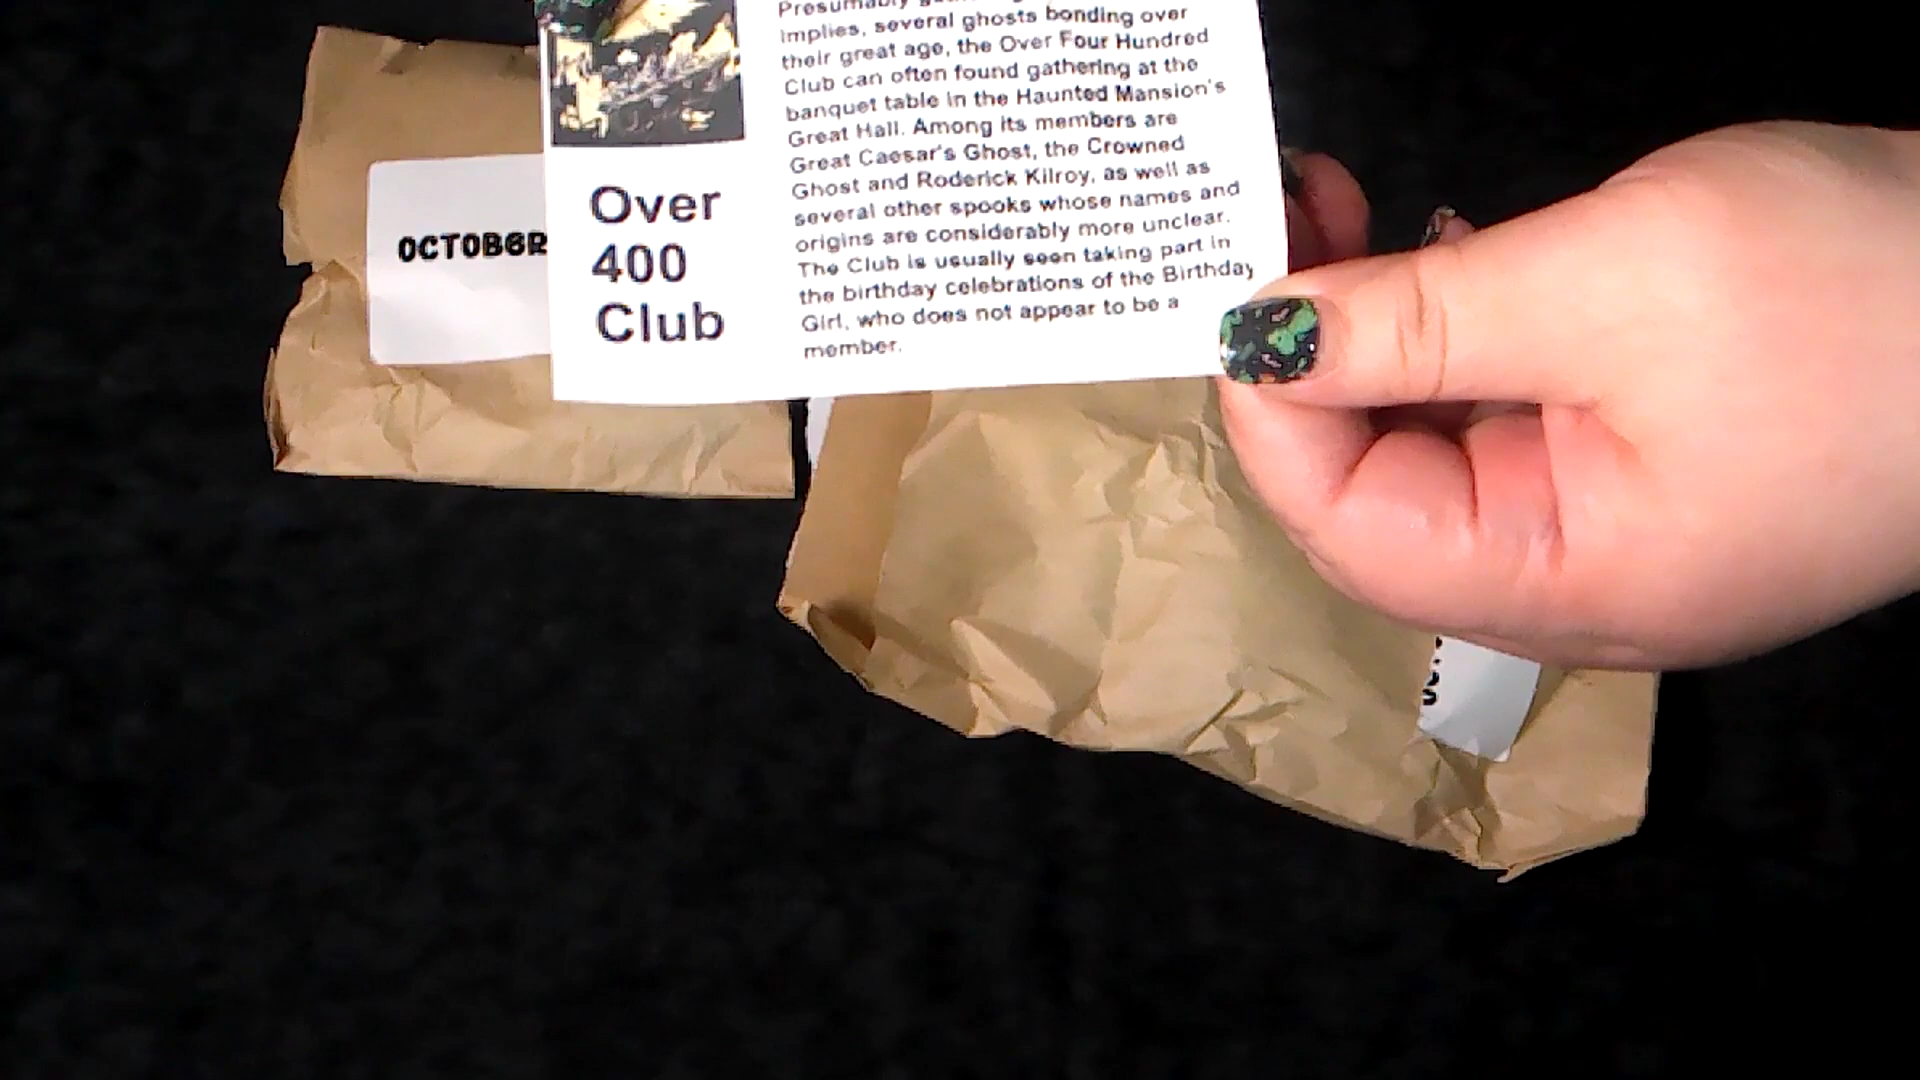 Presumably
implies, several ghosts bonding over
their great age, the Over Four Hundred
Club can often found gathering at the
banquet table in the Haunted Mansion's
Great Hall. Among its members are
Great Caesar's Ghost, the Crowned
Ghost and Roderick Kilroy, as well as
several other spooks whose names and
origins are considerably more unclear.
The Club is usually seen taking part in
the birthday celebrations of the Birthday
Girl, who does not appear to be a
member.
Over
400
Club
OCTOBER